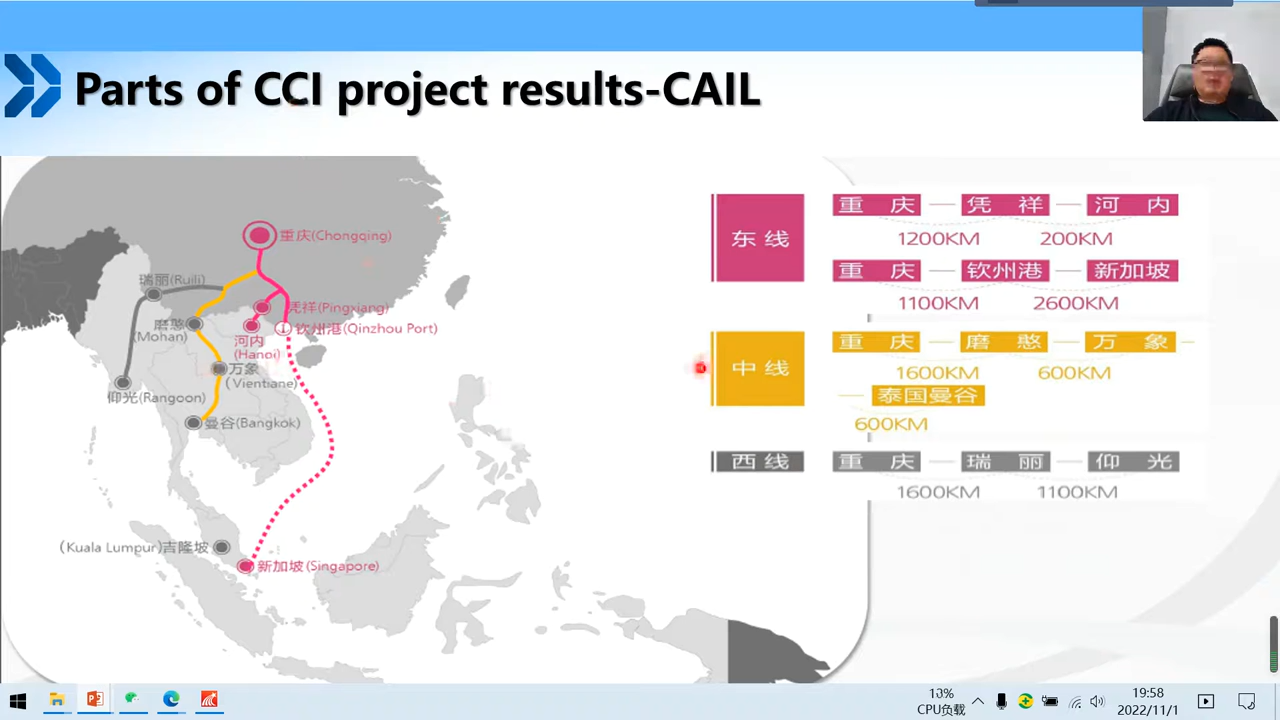 Parts of CCI project results-CAIL
重庆(Chongqing)
瑞丽(Ruili)
凭祥(Pingxiang)
磨憨
(Mohan)
钦州港(Qinzhou Port)
河内
(Hanoi)
万象
(Vientiane)
仰光(Rangoon)
曼谷(Bangkok)
(Kuala Lumpur)吉隆坡
新加坡(Singapore)
东线
重庆 — 凭祥 — 河内
1200KM 200KM
重庆 — 钦州港 — 新加坡
1100KM 2600KM
中线
重庆 — 磨憨 — 万象 —
1600KM 600KM
— 泰国曼谷
600KM
西线
重庆 — 瑞丽 — 仰光
1600KM 1100KM
CPU负载
19:58
2022/11/1